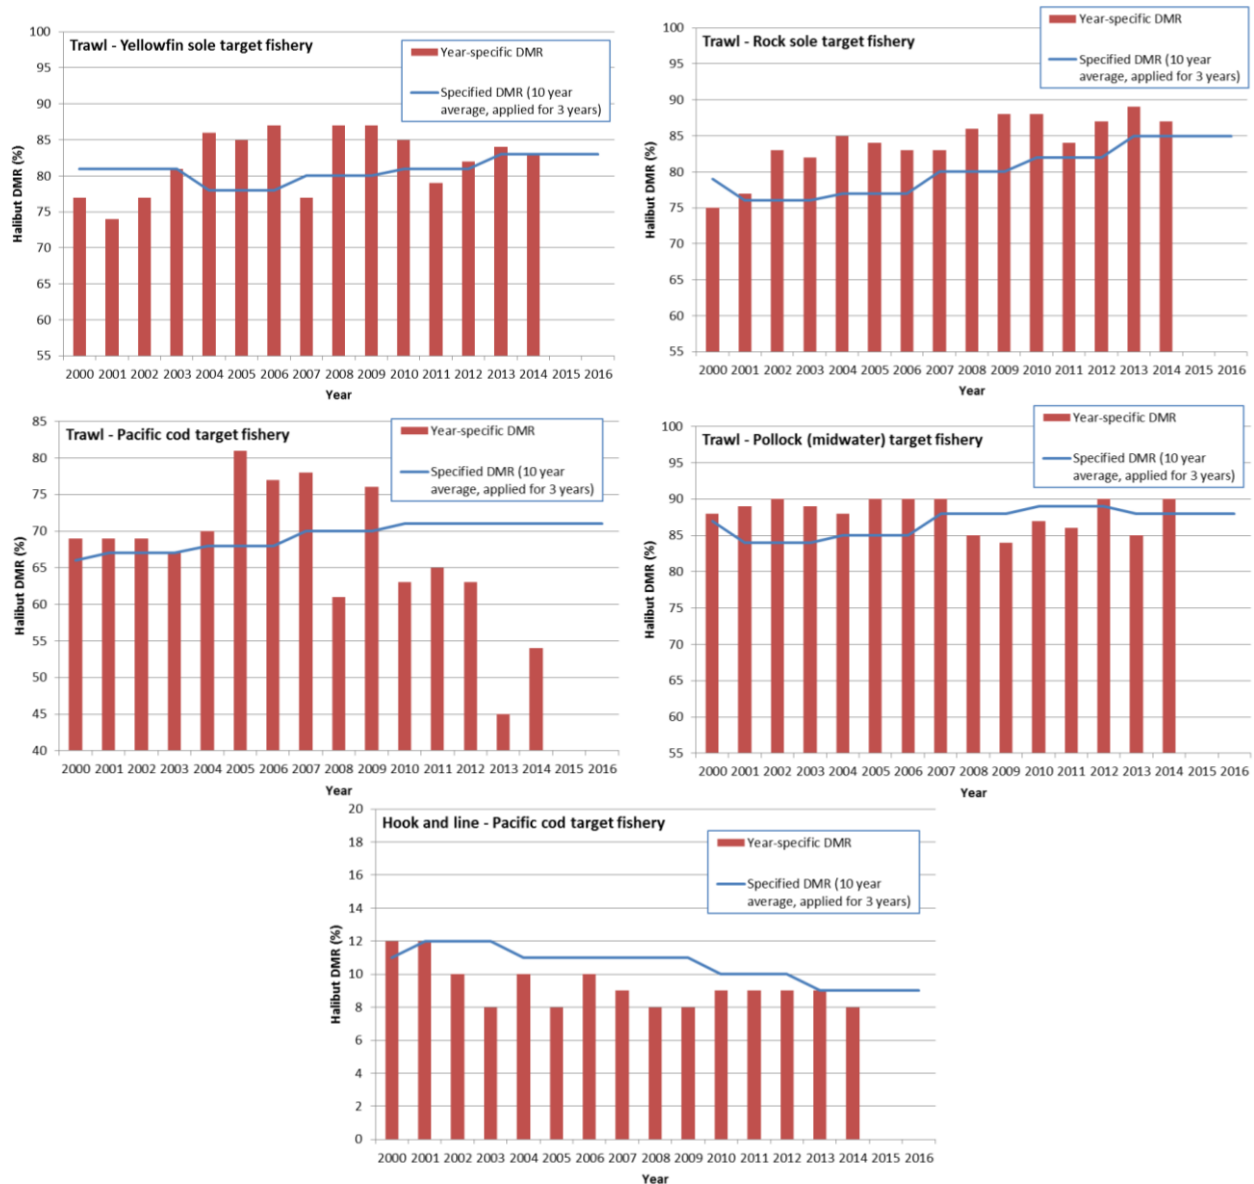 Trawl - Yellowfin sole target fishery
Year-specific DMR
Specified DMR (10 year
average, applied for 3 years)
Halibut DMR (%)
100
95
90
85
80
75
70
65
60
55
2000 2001 2002 2003 2004 2005 2006 2007 2008 2009 2010 2011 2012 2013 2014 2015 2016
Year
Trawl - Rock sole target fishery
Year-specific DMR
Specified DMR (10 year
average, applied for 3 years)
Halibut DMR (%)
100
95
90
85
80
75
70
65
60
55
2000 2001 2002 2003 2004 2005 2006 2007 2008 2009 2010 2011 2012 2013 2014 2015 2016
Year
Trawl - Pacific cod target fishery
Year-specific DMR
Specified DMR (10 year
average, applied for 3 years)
Halibut DMR (%)
85
80
75
70
65
60
55
50
45
40
2000 2001 2002 2003 2004 2005 2006 2007 2008 2009 2010 2011 2012 2013 2014 2015 2016
Year
Trawl - Pollock (midwater) target fishery
Year-specific DMR
Specified DMR (10 year
average, applied for 3 years)
Halibut DMR (%)
100
95
90
85
80
75
70
65
60
55
2000 2001 2002 2003 2004 2005 2006 2007 2008 2009 2010 2011 2012 2013 2014 2015 2016
Year
Hook and line - Pacific cod target fishery
Year-specific DMR
Specified DMR (10 year
average, applied for 3 years)
Halibut DMR (%)
20
18
16
14
12
10
8
6
4
2
0
2000 2001 2002 2003 2004 2005 2006 2007 2008 2009 2010 2011 2012 2013 2014 2015 2016
Year